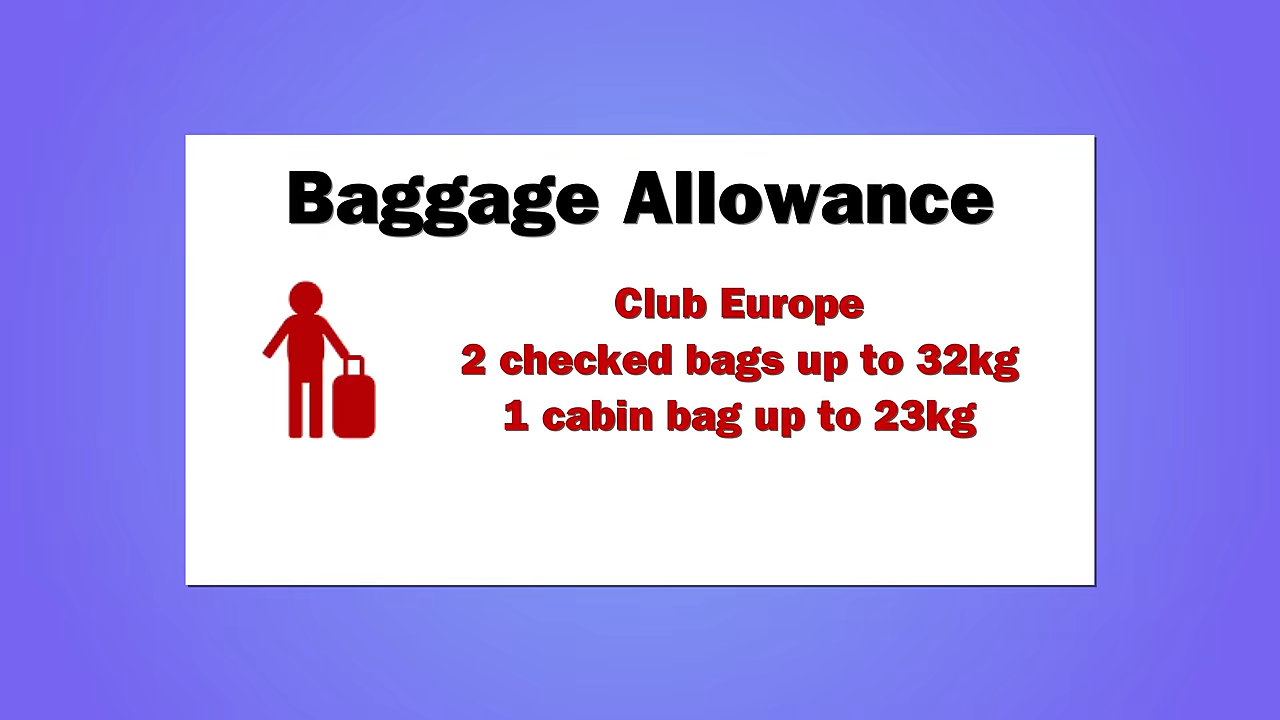 Baggage Allowance
Club Europe
2 checked bags up to 32kg
1 cabin bag up to 23kg